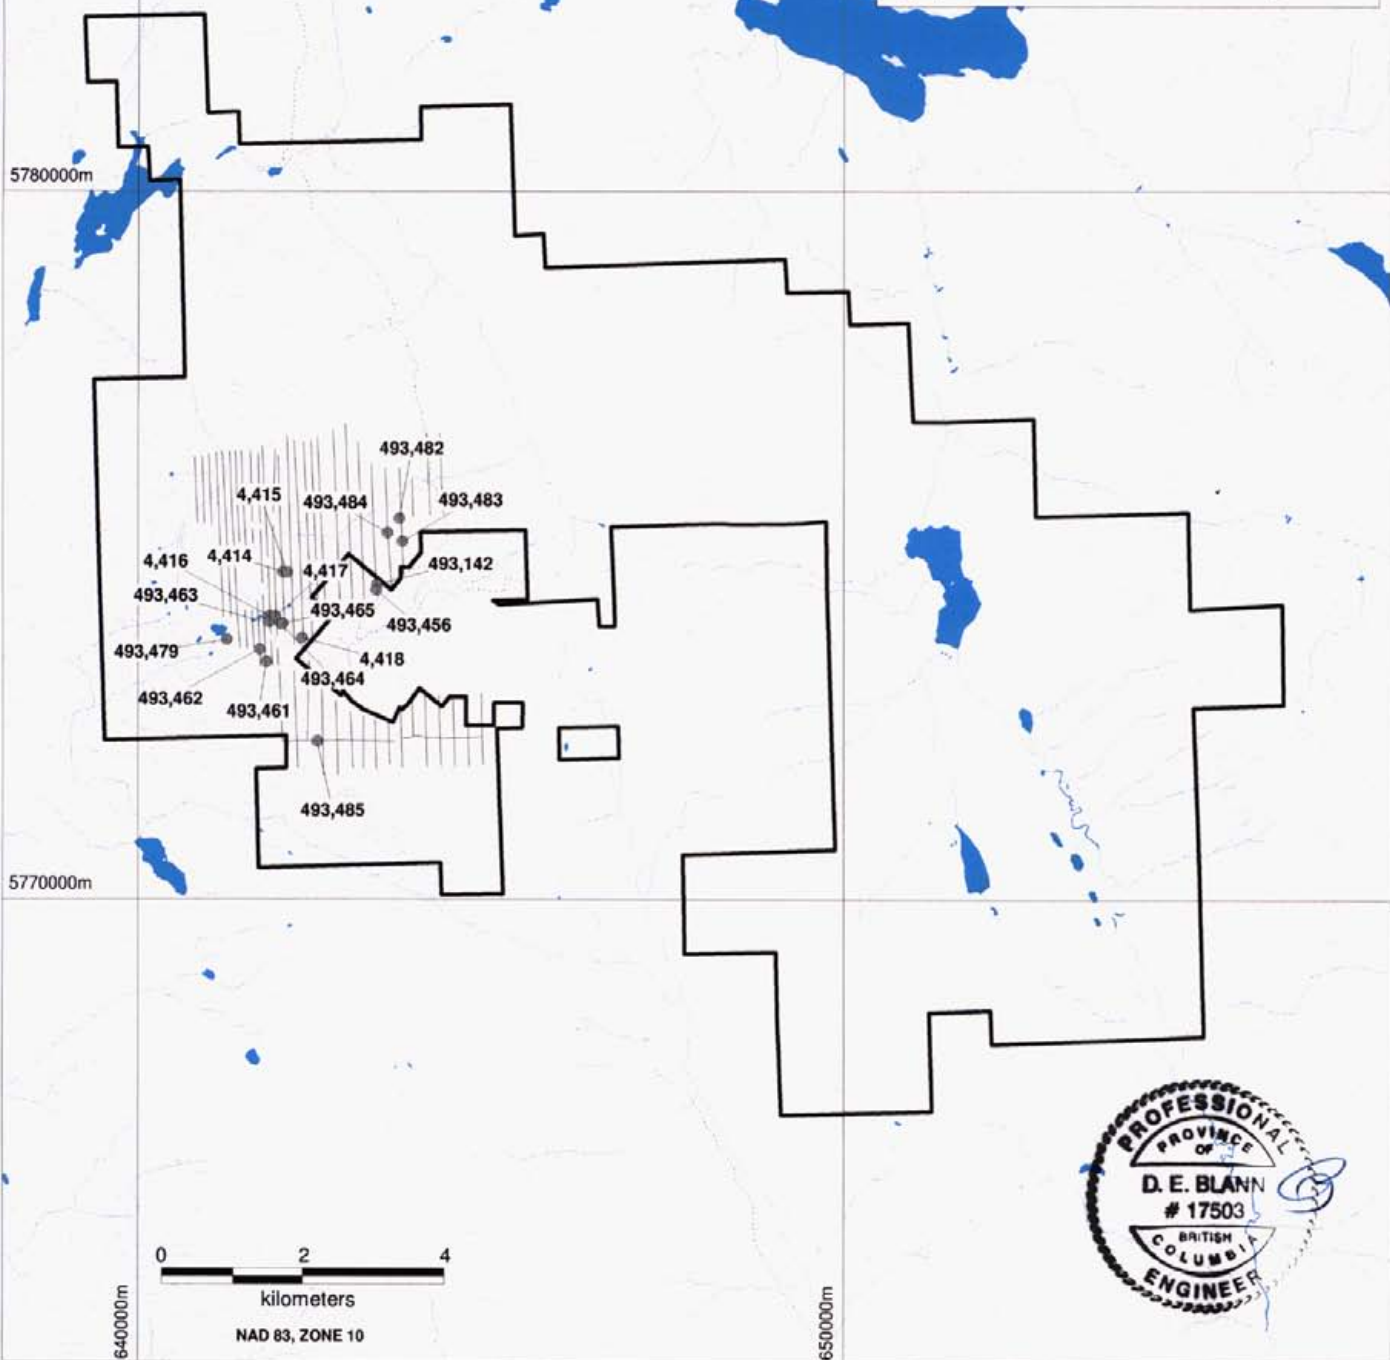 5780000m
493,482
4,415
493,484
493,483
4,416
4,414
4,417
493,142
493,463
493,465
493,456
493,479
4,418
493,464
493,462
493,461
493,485
5770000m
PROFESSIONAL
PROVINCE
OF
D. E. BLANN
# 17503
BRITISH
COLUMBIA
ENGINEER
0 2 4
kilometers
NAD 83, ZONE 10
640000m
650000m